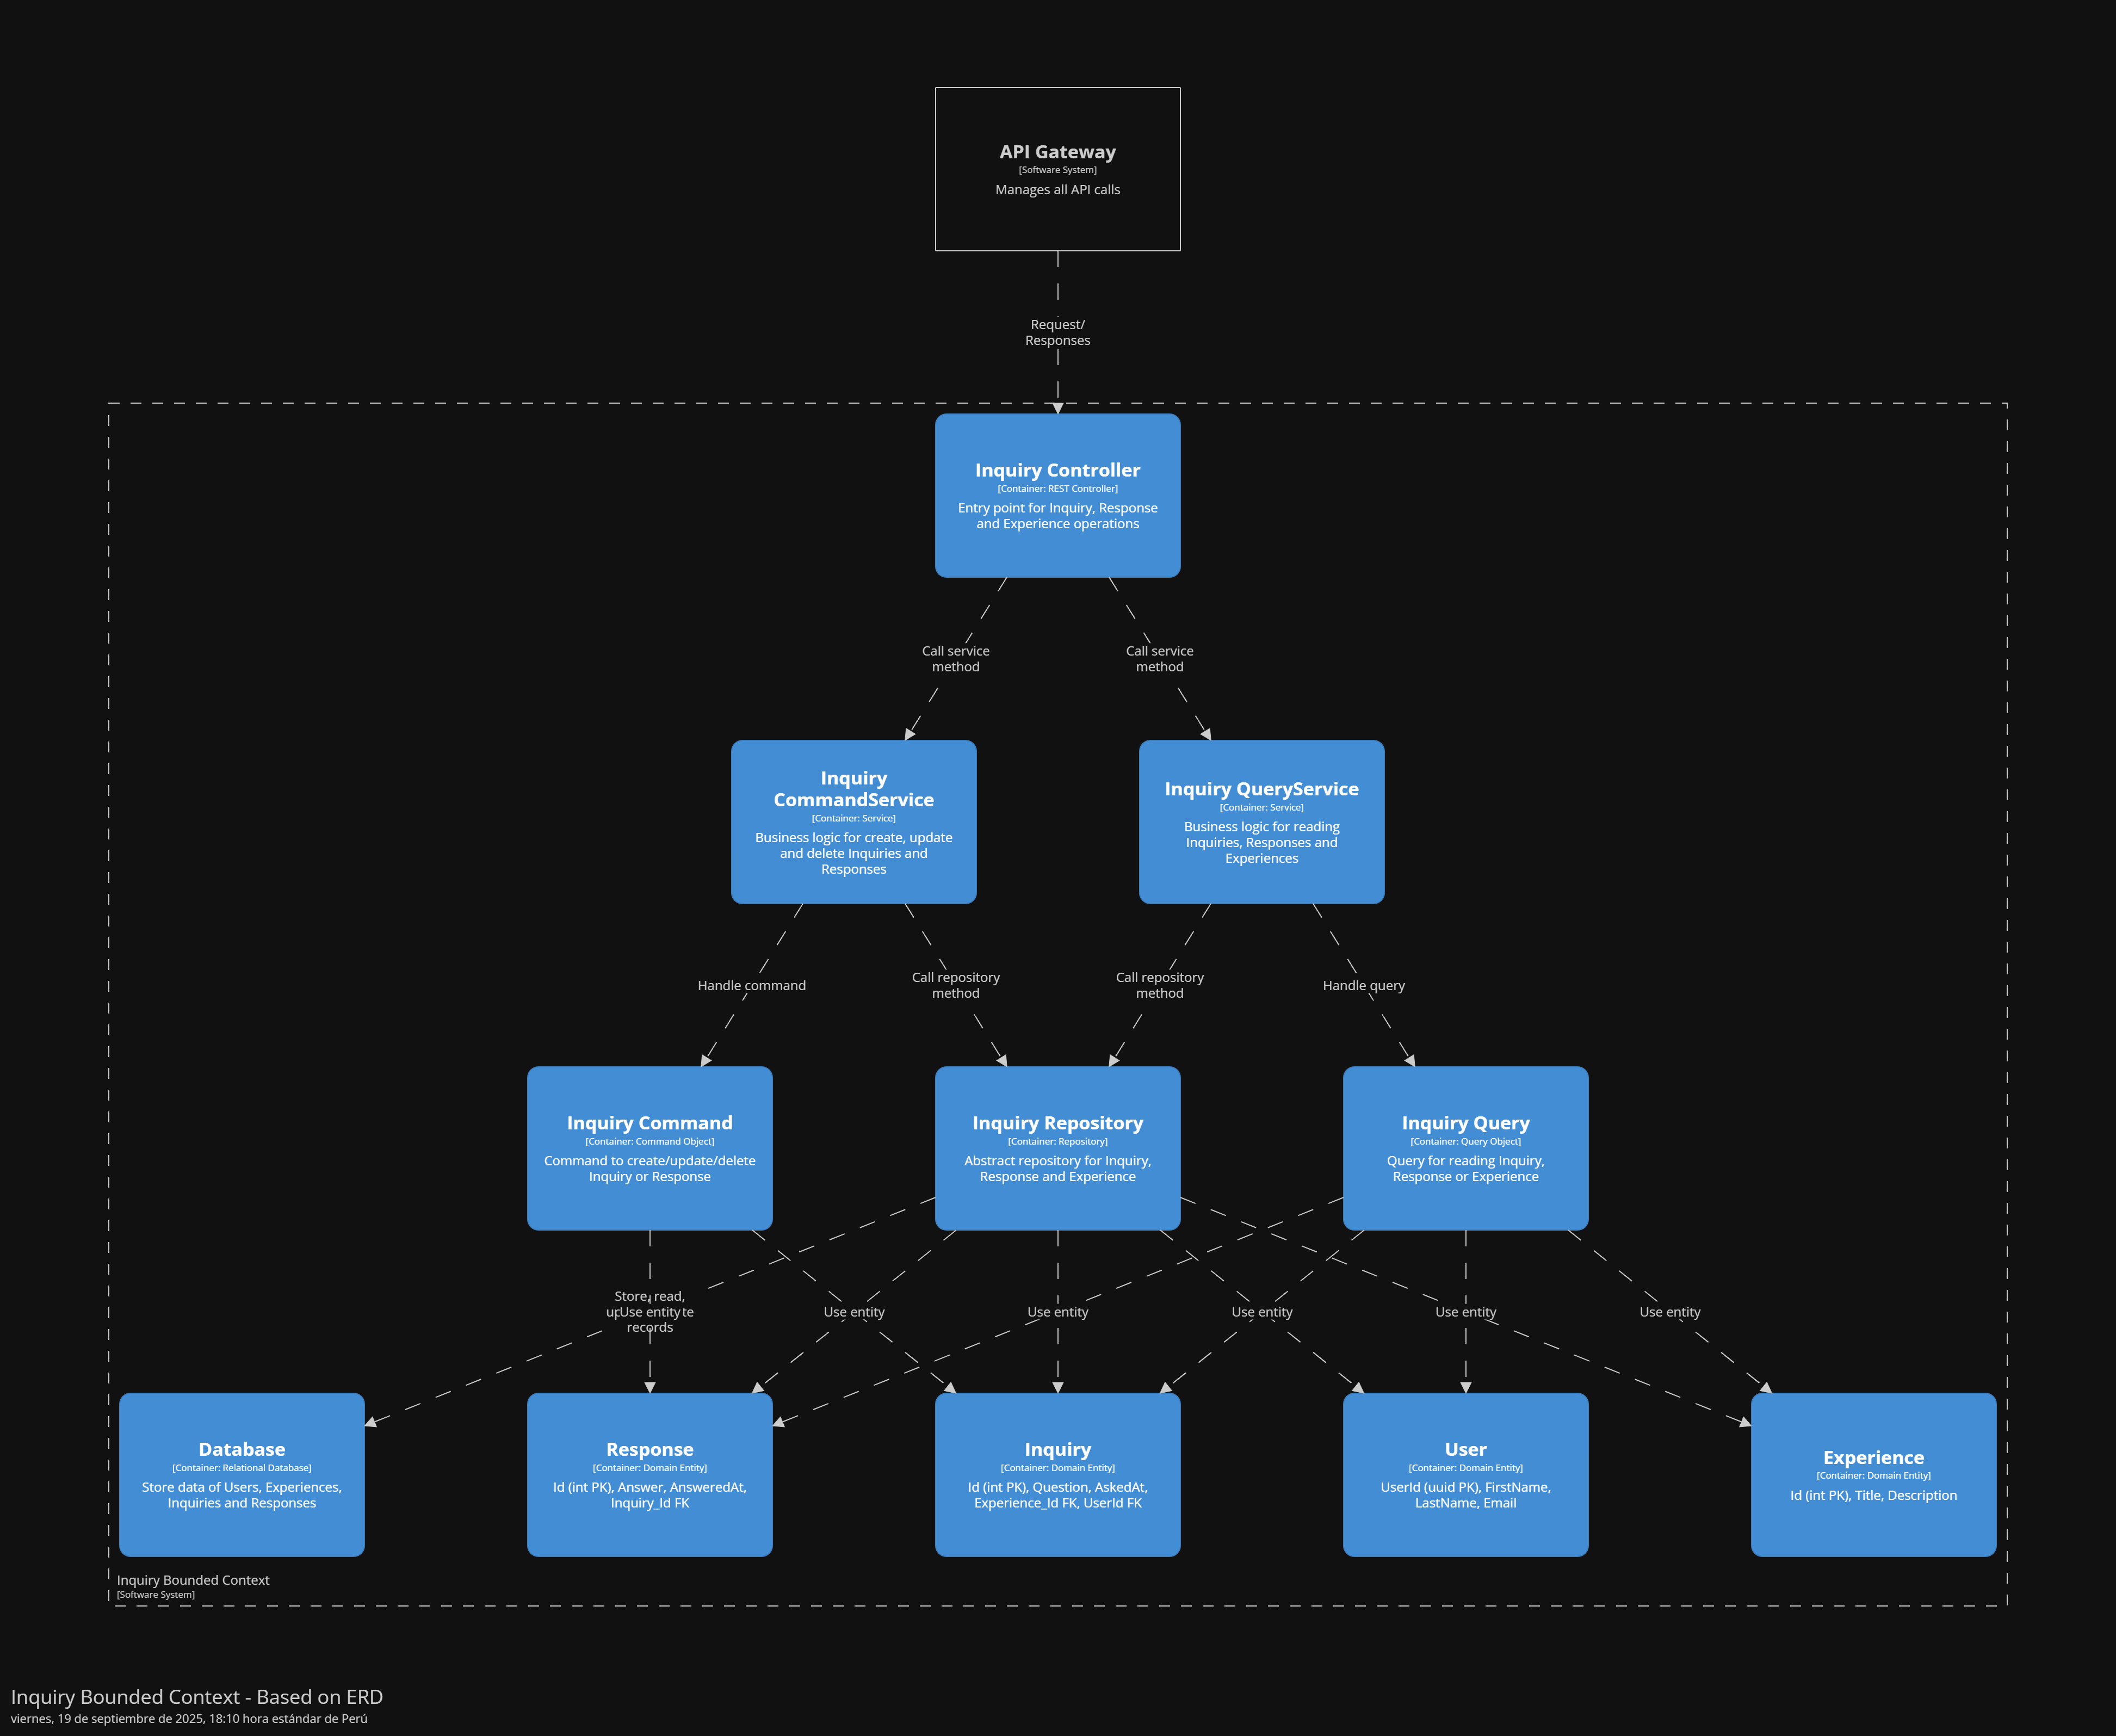 API Gateway
[Software System]
Manages all API calls
Request/
Responses
Inquiry Controller
[Container: REST Controller]
Entry point for Inquiry, Response
and Experience operations
Call service
method
Call service
method
Inquiry
CommandService
[Container: Service]
Business logic for create, update
and delete Inquiries and
Responses
Inquiry QueryService
[Container: Service]
Business logic for reading
Inquiries, Responses and
Experiences
Handle command
Call repository
method
Call repository
method
Handle query
Inquiry Command
[Container: Command Object]
Command to create/update/delete
Inquiry or Response
Inquiry Repository
[Container: Repository]
Abstract repository for Inquiry,
Response and Experience
Inquiry Query
[Container: Query Object]
Query for reading Inquiry,
Response or Experience
Store, read,
records
Use entity
Use entity
Use entity
Use entity
Use entity
Use entity
Database
[Container: Relational Database]
Store data of Users, Experiences,
Inquiries and Responses
Response
[Container: Domain Entity]
Id (int PK), Answer, AnsweredAt,
Inquiry_Id FK
Inquiry
[Container: Domain Entity]
Id (int PK), Question, AskedAt,
Experience_Id FK, UserId FK
User
[Container: Domain Entity]
UserId (uuid PK), FirstName,
LastName, Email
Experience
[Container: Domain Entity]
Id (int PK), Title, Description
Inquiry Bounded Context
[Software System]
Inquiry Bounded Context - Based on ERD
viernes, 19 de septiembre de 2025, 18:10 hora estándar de Perú